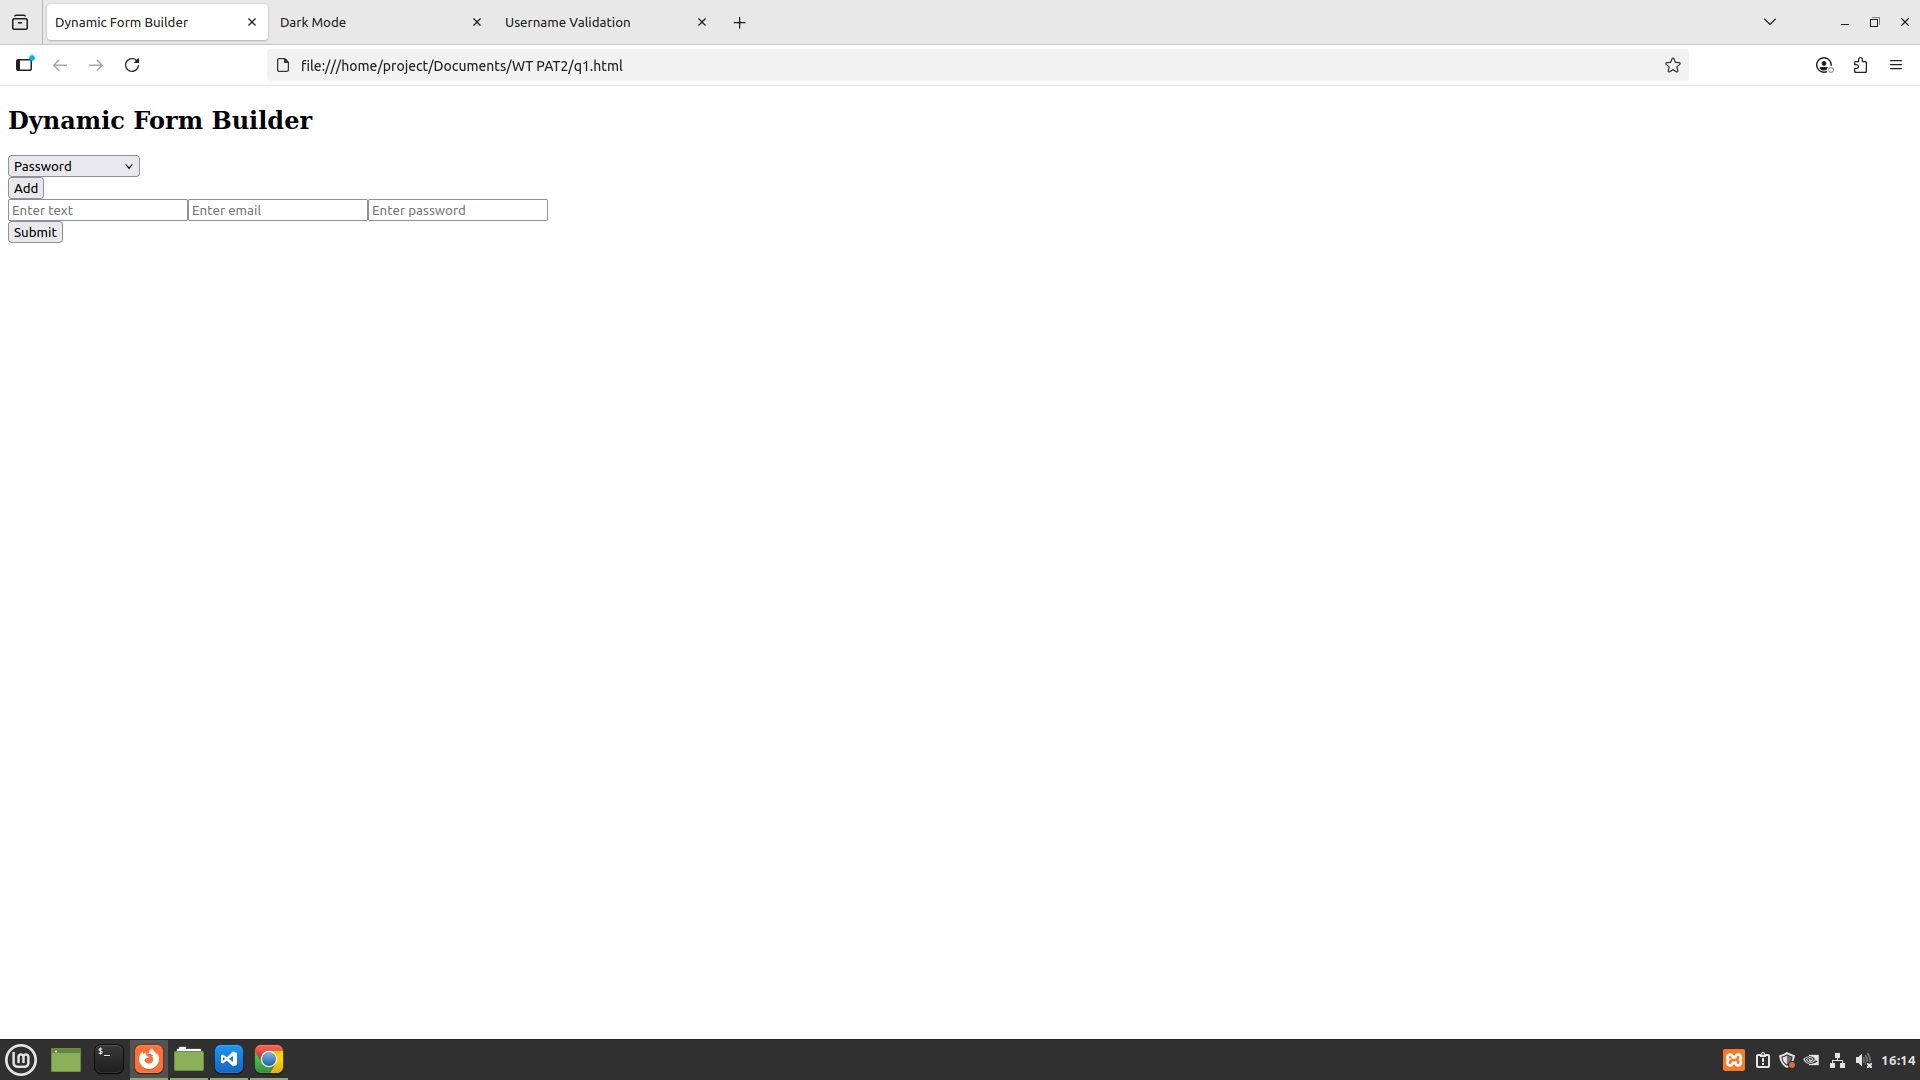 Dynamic Form Builder
Dark Mode
Username Validation
file:///home/project/Documents/WT PAT2/q1.html
Dynamic Form Builder
Password
Add
Enter text Enter email Enter password
Submit
$_
16:14